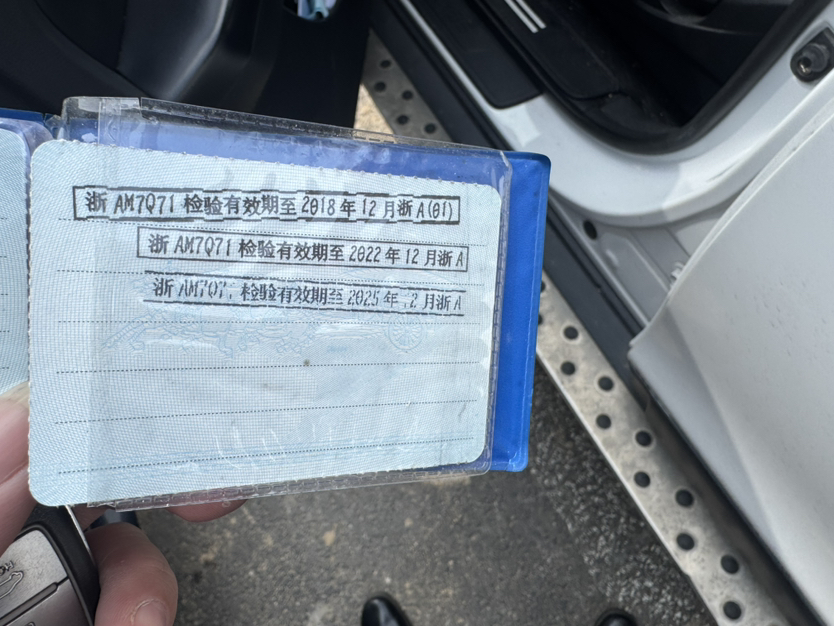 浙 AM7Q71 检验有效期至 2018 年 12 月浙 A(01)
浙 AM7Q71 检验有效期至 2022 年 12 月浙 A
浙 检验有效期至 2025 年 2 月浙 A